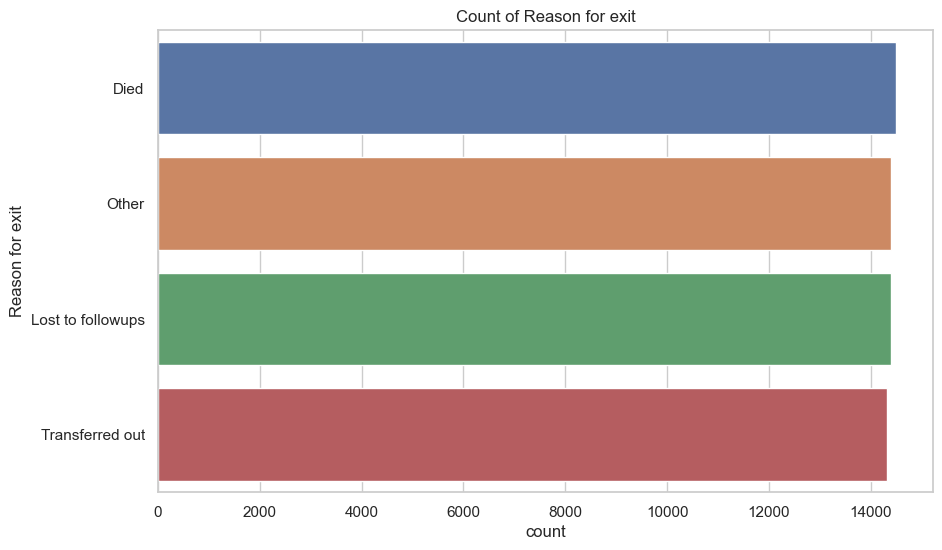 Count of Reason for exit
Reason for exit
Died
Other
Lost to followups
Transferred out
0 2000 4000 6000 8000 10000 12000 14000
count